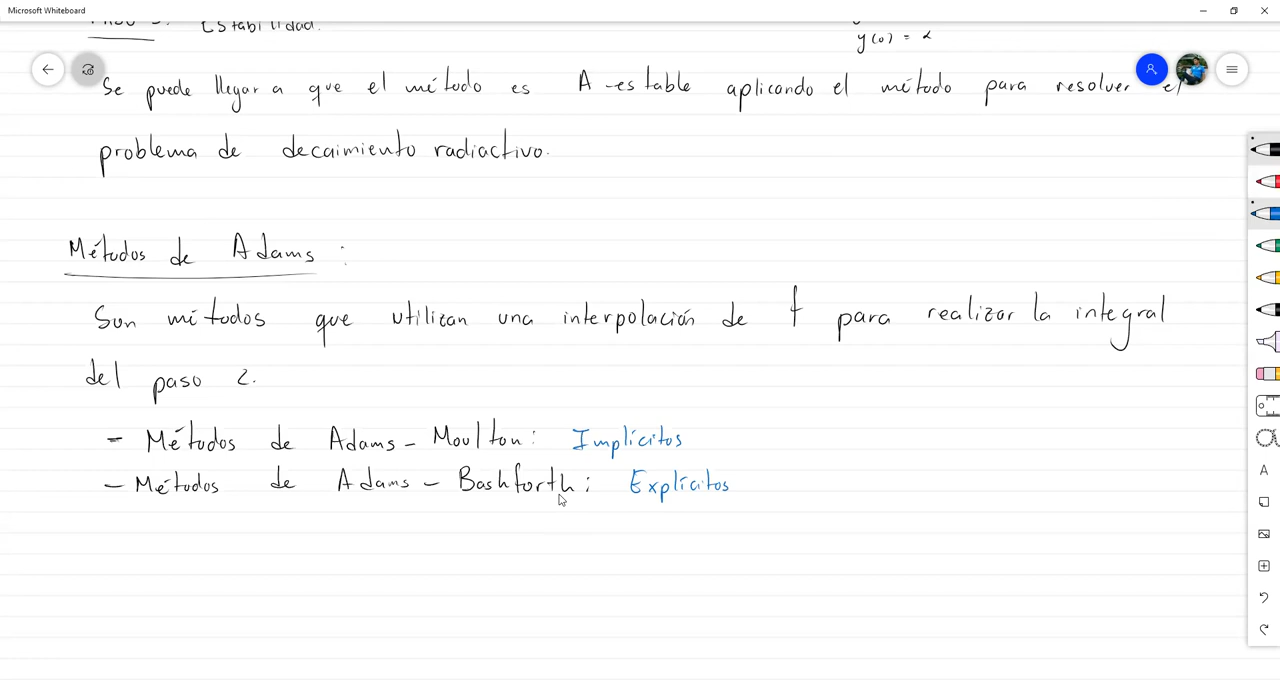 Microsoft Whiteboard
Estabilidad.
y(0) = α
Se puede llegar a que el método es A-estable aplicando el método para resolver el
problema de decaimiento radiactivo.
Métodos de Adams :
Son métodos que utilizan una interpolación de f para realizar la integral
del paso 2.
- Métodos de Adams - Moulton: Implícitos
- Métodos de Adams - Bashforth: Explícitos
A